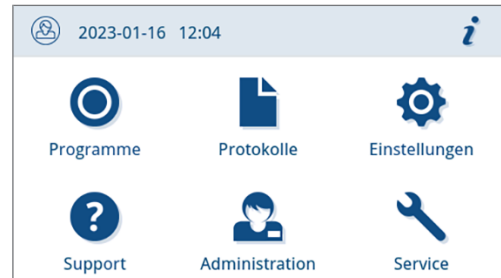 2023-01-16 12:04
Programme Protokolle Einstellungen
Support Administration Service